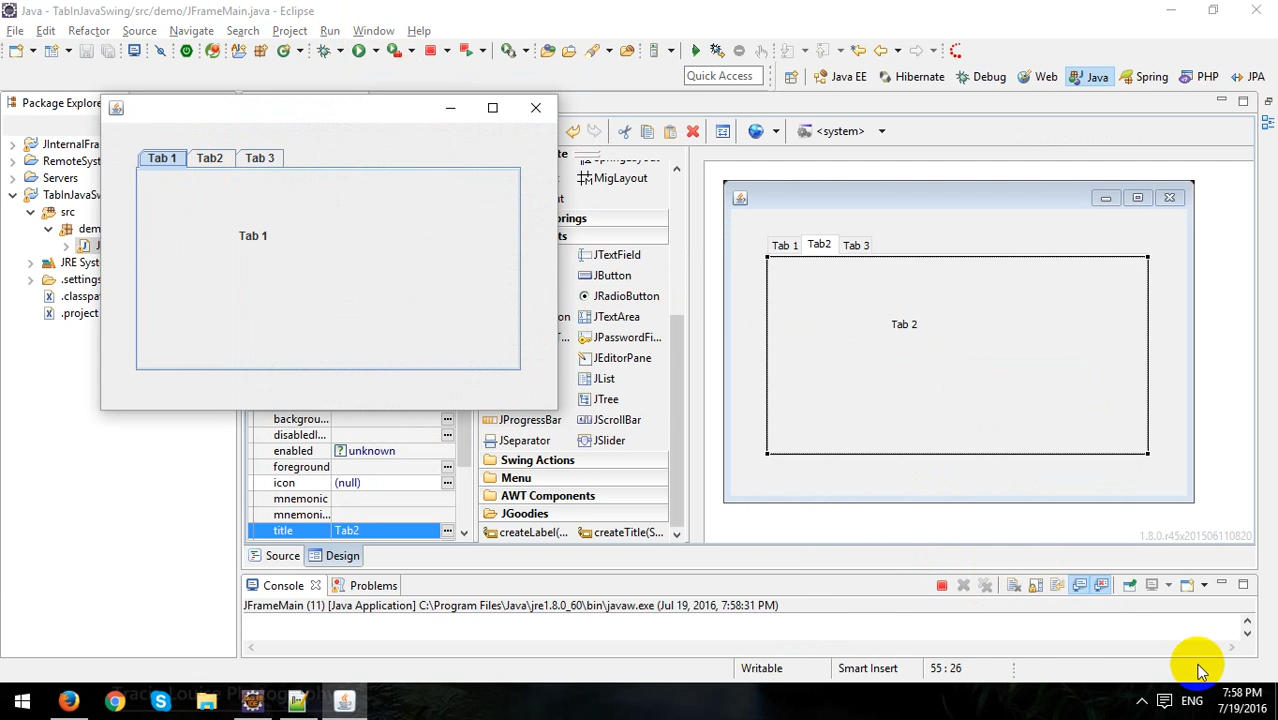 Java - TabInJavaSwing/src/demo/JFrameMain.java - Eclipse
File Edit Refactor Source Navigate Search Project Run Window Help
Quick Access
Java EE Hibernate Debug Web Java Spring PHP JPA
Package Explore
JInternalFra
RemoteSys
Servers
TabInJavaSw
src
dem
J
JRE Sys
.settings
.classpa
.project
Tab 1 Tab2 Tab 3
Tab 1
<system>
MigLayout
JTextField
JButton
JRadioButton
JTextArea
JPasswordFi...
JEditorPane
JList
JTree
JProgressBar JScrollBar
JSeparator JSlider
Swing Actions
Menu
AWT Components
JGoodies
createLabel(... createTitle(S...
backgrou...
disabledI...
enabled unknown
foreground
icon (null)
mnemonic
mnemoni...
title Tab2
Tab 1 Tab2 Tab 3
Tab 2
1.8.0.r45x201506110820
Source Design
Console Problems
JFrameMain (11) [Java Application] C:\Program Files\Java\jre1.8.0_60\bin\javaw.exe (Jul 19, 2016, 7:58:31 PM)
Writable Smart Insert 55 : 26
ENG
7:58 PM
7/19/2016